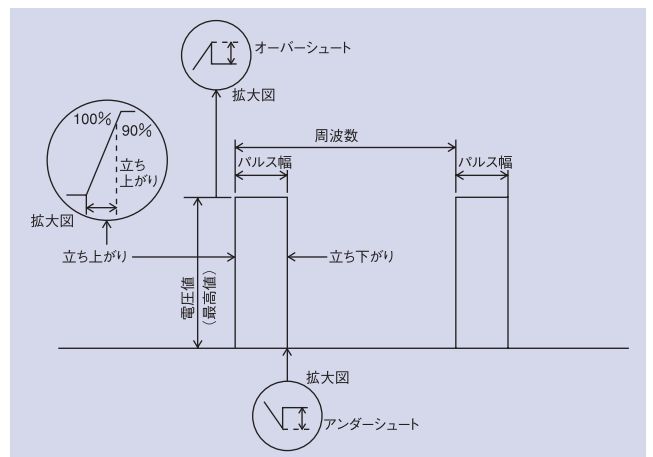 オーバーシュート
拡大図
100%
90%
立ち
上がり
拡大図
周波数
パルス幅
パルス幅
立ち上がり
立ち下がり
電圧値
（最高値）
拡大図
アンダーシュート